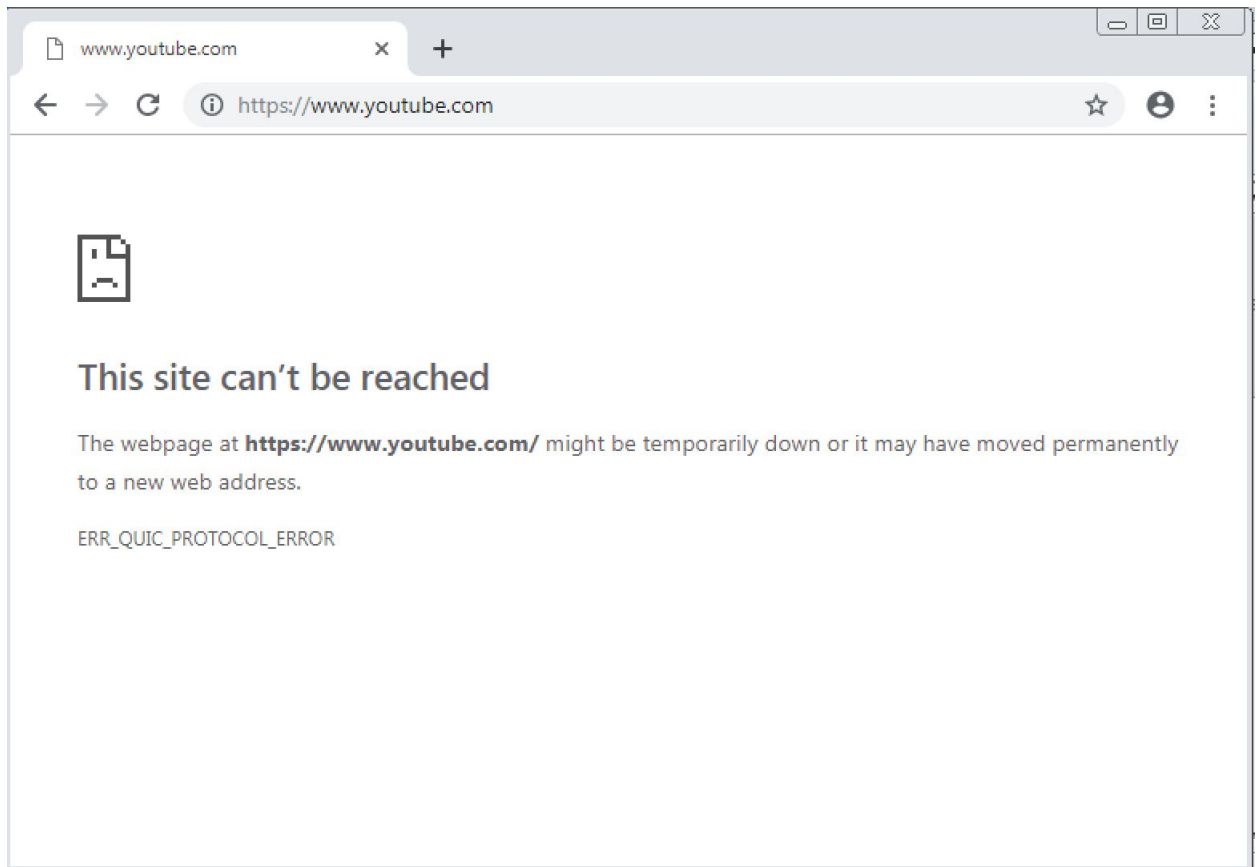 www.youtube.com
https://www.youtube.com
This site can’t be reached
The webpage at https://www.youtube.com/ might be temporarily down or it may have moved permanently
to a new web address.
ERR_QUIC_PROTOCOL_ERROR